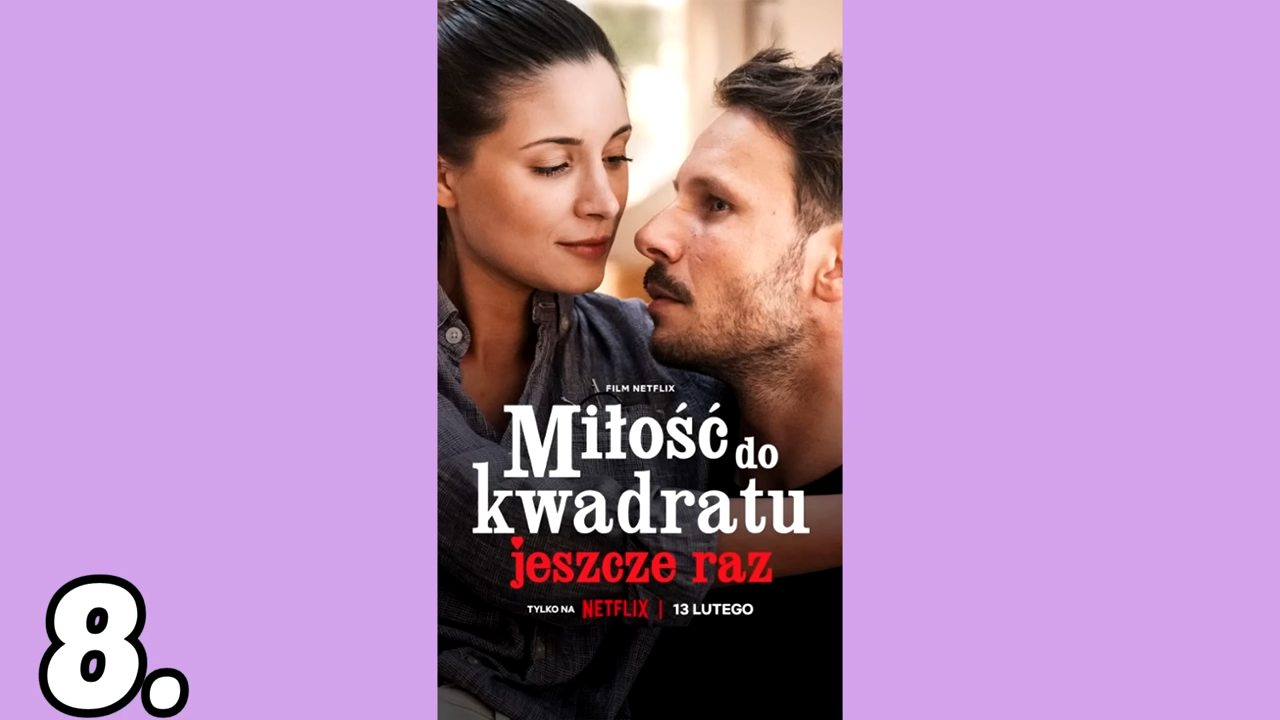 FILM NETFLIX
Miłość do
kwadratu
jeszcze raz
TYLKO NA NETFLIX | 13 LUTEGO
8.